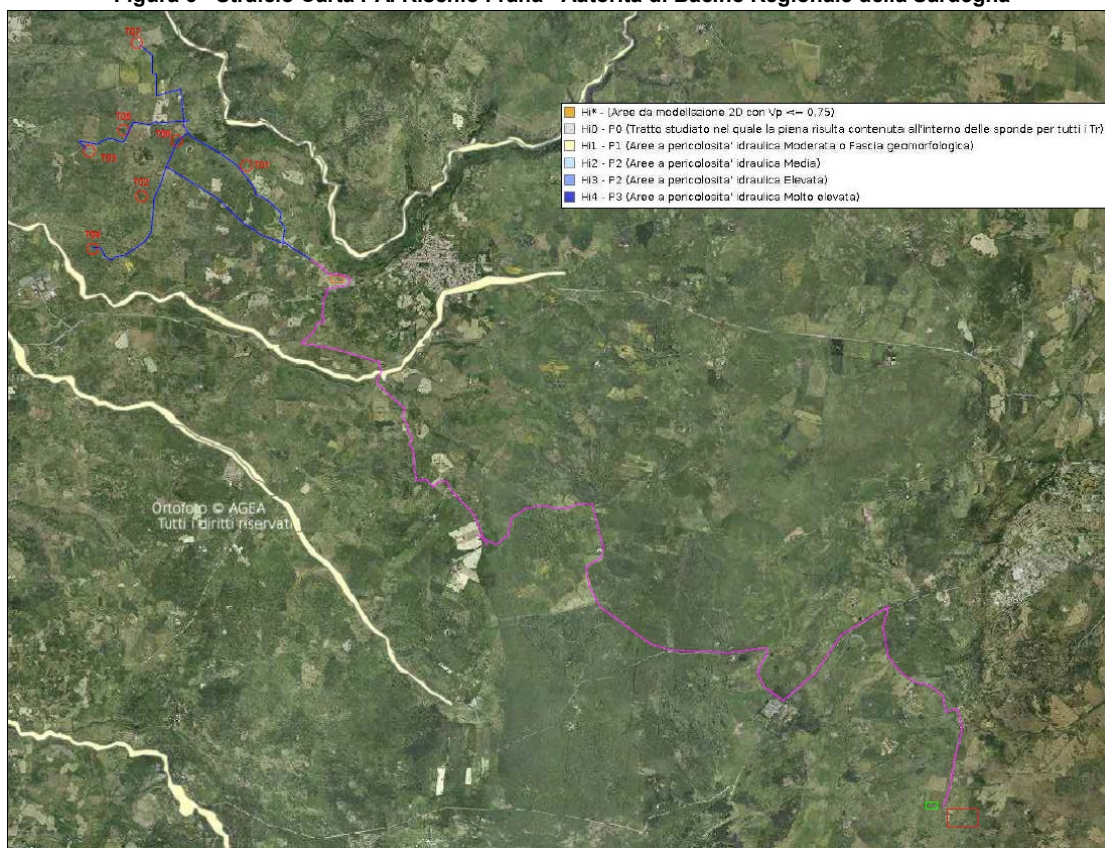 Figura 8 - Stralcio Carta PAI Rischio Frana - Autorità di Bacino Regionale della Sardegna
Hi* - (Aree da modellazione 2D con Vp <= 0,75)
Hi0 - P0 (Tratto studiato nel quale la piena risulta contenuta all'interno delle sponde per tutti i Tr)
Hi1 - P1 (Aree a pericolosita' idraulica Moderata o Fascia geomorfologica)
Hi2 - P2 (Aree a pericolosita' idraulica Media)
Hi3 - P2 (Aree a pericolosita' idraulica Elevata)
Hi4 - P3 (Aree a pericolosita' idraulica Molto elevata)
T03
T01
Ortofoto © AGEA
Tutti i diritti riservati